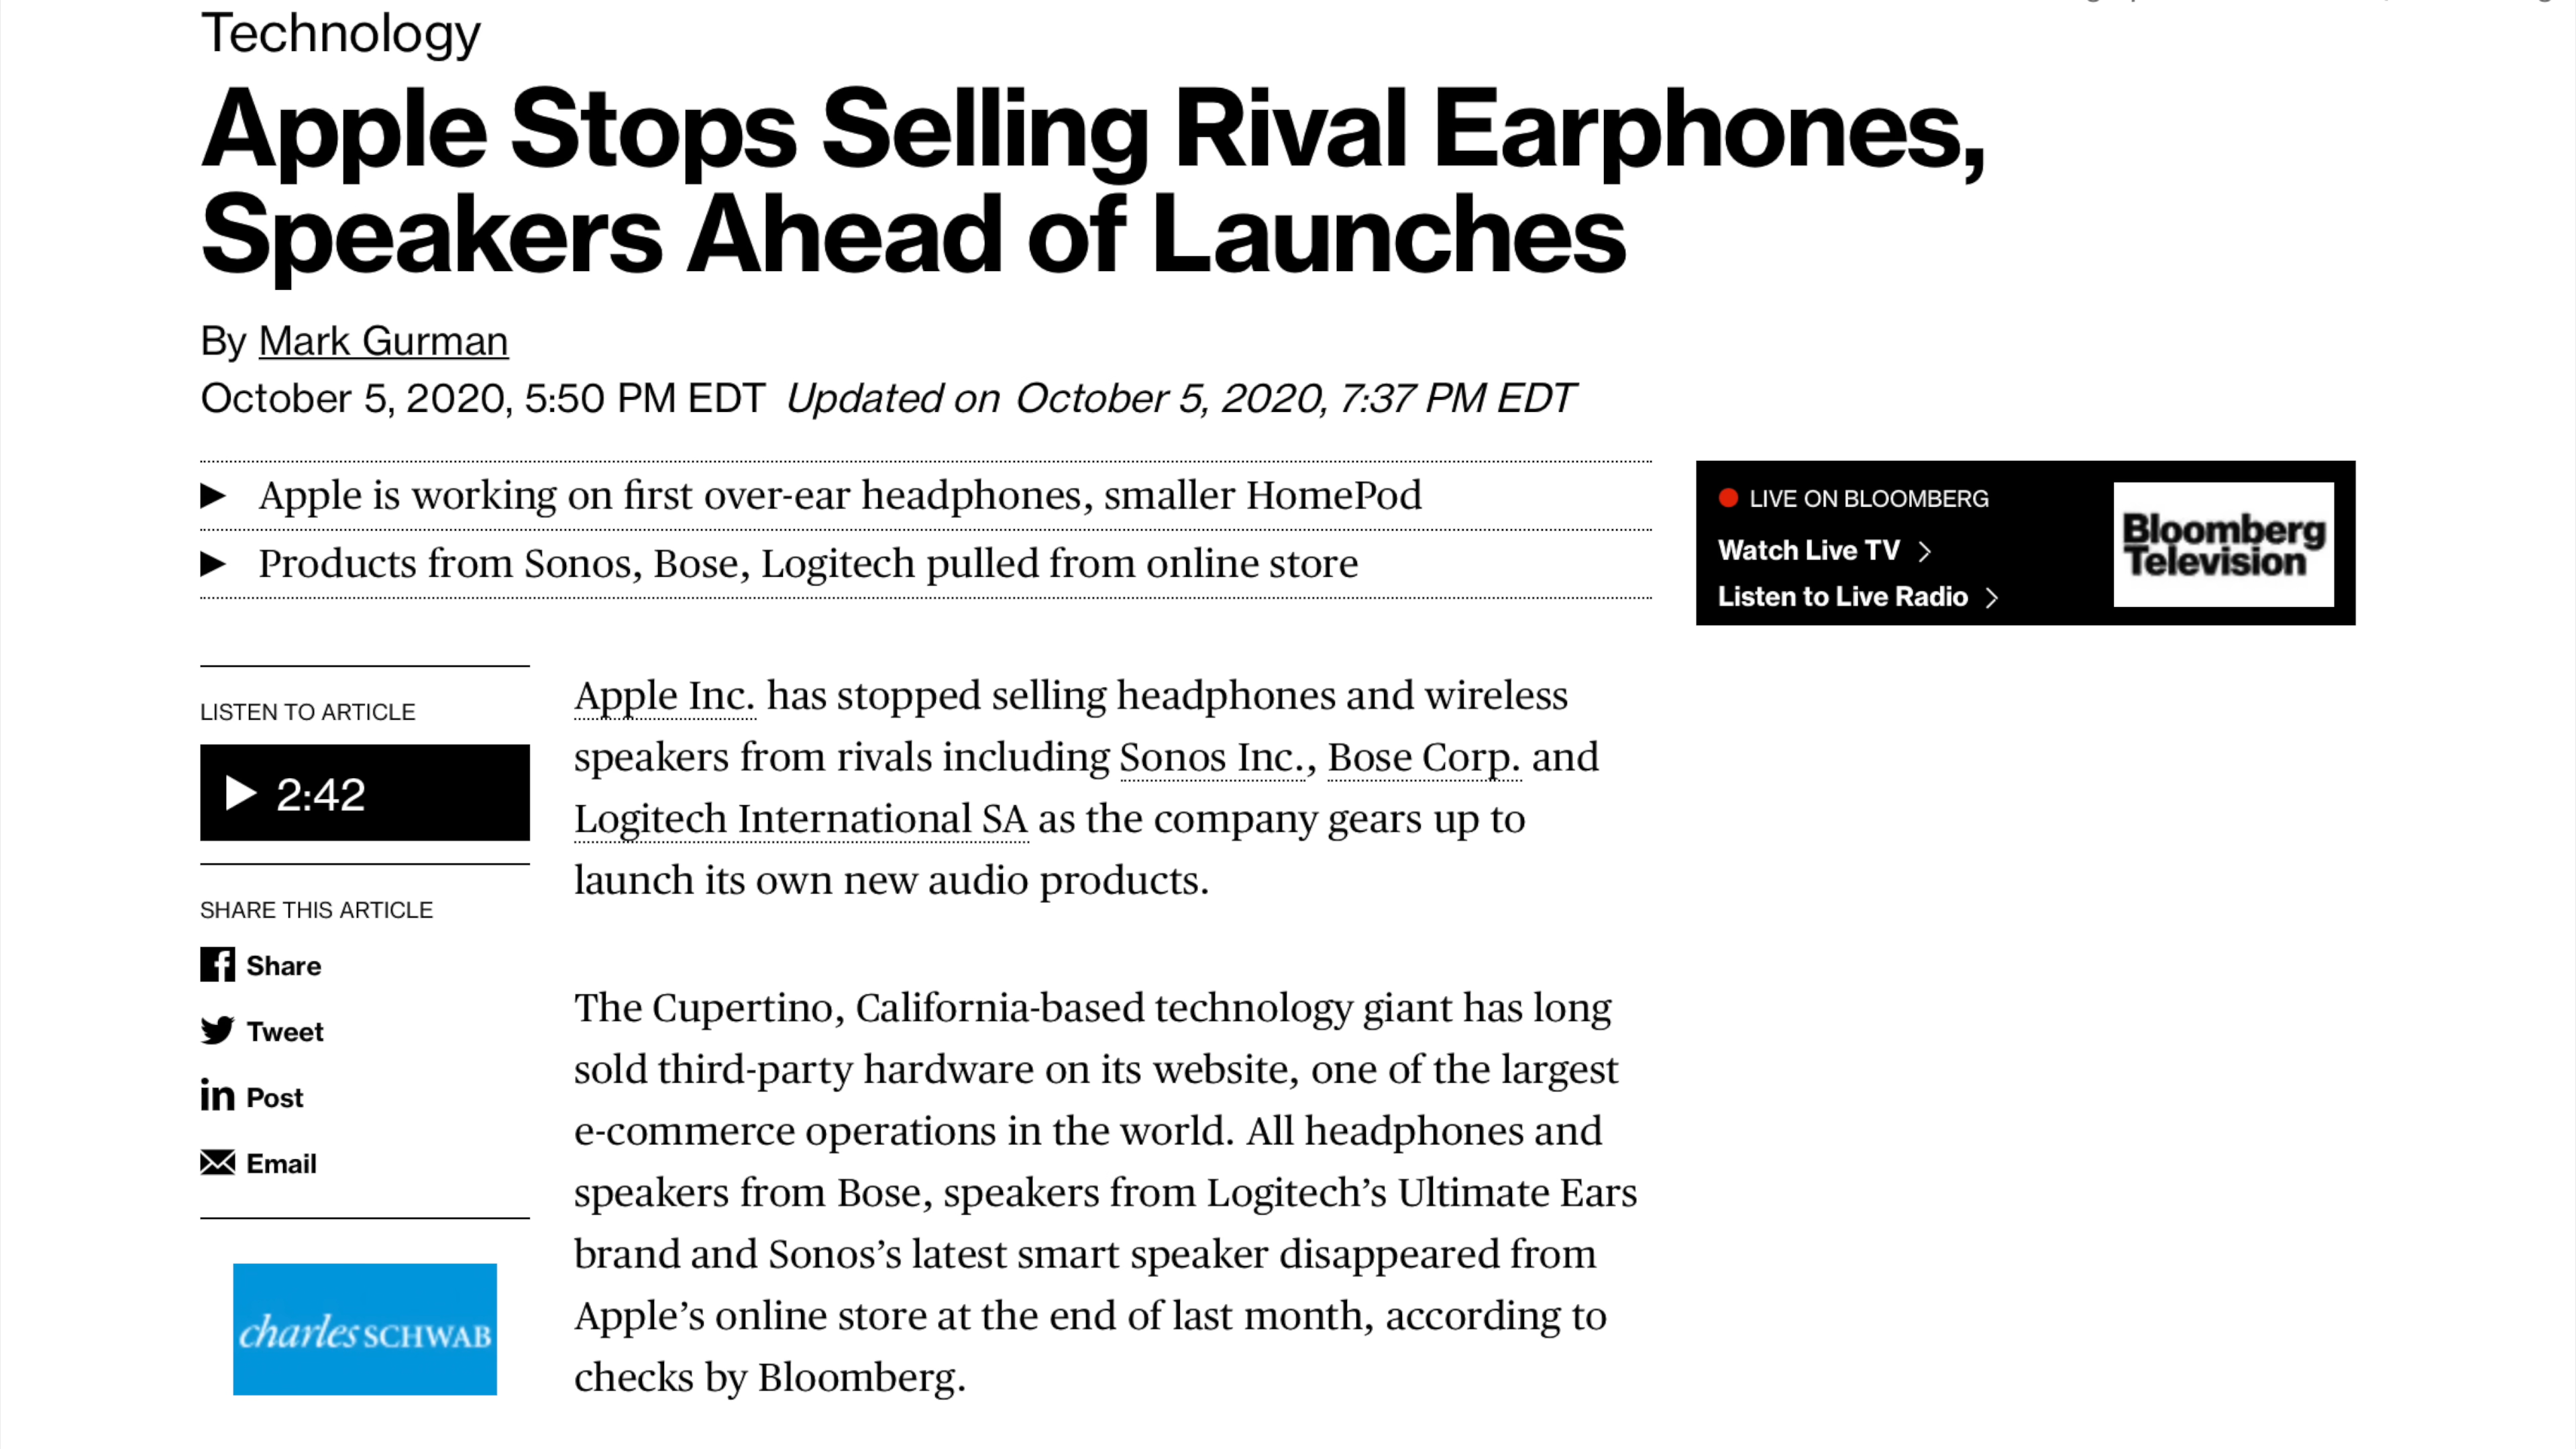 Technology
Apple Stops Selling Rival Earphones,
Speakers Ahead of Launches
By Mark Gurman
October 5, 2020, 5:50 PM EDT Updated on October 5, 2020, 7:37 PM EDT
Apple is working on first over-ear headphones, smaller HomePod
Products from Sonos, Bose, Logitech pulled from online store
LIVE ON BLOOMBERG
Watch Live TV
Listen to Live Radio
Bloomberg
Television
LISTEN TO ARTICLE
2:42
SHARE THIS ARTICLE
Share
Tweet
in Post
Email
charles SCHWAB
Apple Inc. has stopped selling headphones and wireless
speakers from rivals including Sonos Inc., Bose Corp. and
Logitech International SA as the company gears up to
launch its own new audio products.
The Cupertino, California-based technology giant has long
sold third-party hardware on its website, one of the largest
e-commerce operations in the world. All headphones and
speakers from Bose, speakers from Logitech’s Ultimate Ears
brand and Sonos’s latest smart speaker disappeared from
Apple’s online store at the end of last month, according to
checks by Bloomberg.